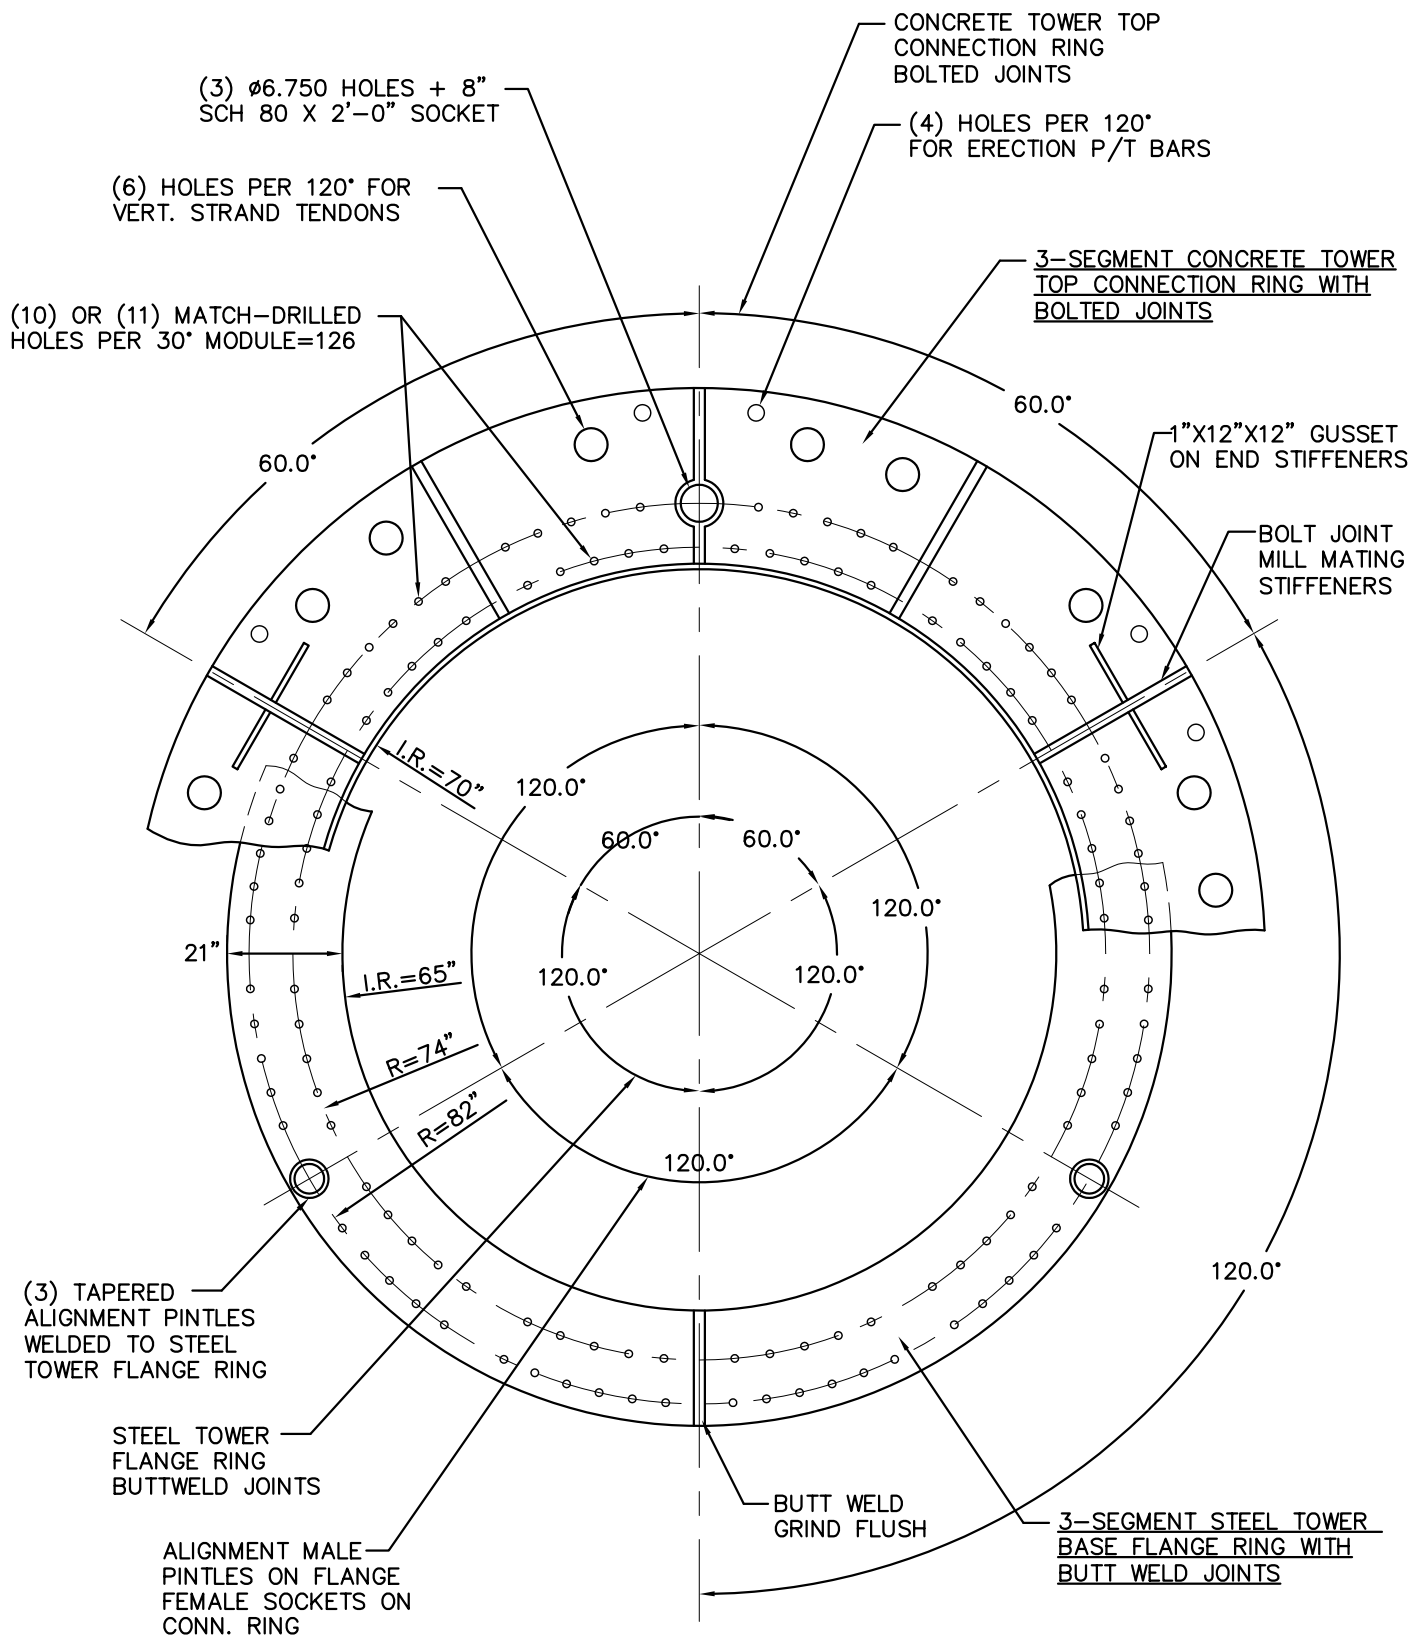 CONCRETE TOWER TOP
CONNECTION RING
BOLTED JOINTS
(3) ø6.750 HOLES + 8”
SCH 80 X 2’-0” SOCKET
(4) HOLES PER 120°
FOR ERECTION P/T BARS
(6) HOLES PER 120° FOR
VERT. STRAND TENDONS
3-SEGMENT CONCRETE TOWER
TOP CONNECTION RING WITH
BOLTED JOINTS
(10) OR (11) MATCH-DRILLED
HOLES PER 30° MODULE=126
60.0°
60.0°
1”X12”X12” GUSSET
ON END STIFFENERS
BOLT JOINT
MILL MATING
STIFFENERS
I.R.=70”
120.0°
60.0°
60.0°
120.0°
21”
120.0°
120.0°
I.R.=65”
R=74”
R=82”
120.0°
120.0°
(3) TAPERED
ALIGNMENT PINTLES
WELDED TO STEEL
TOWER FLANGE RING
STEEL TOWER
FLANGE RING
BUTTWELD JOINTS
BUTT WELD
GRIND FLUSH
3-SEGMENT STEEL TOWER
BASE FLANGE RING WITH
BUTT WELD JOINTS
ALIGNMENT MALE
PINTLES ON FLANGE
FEMALE SOCKETS ON
CONN. RING